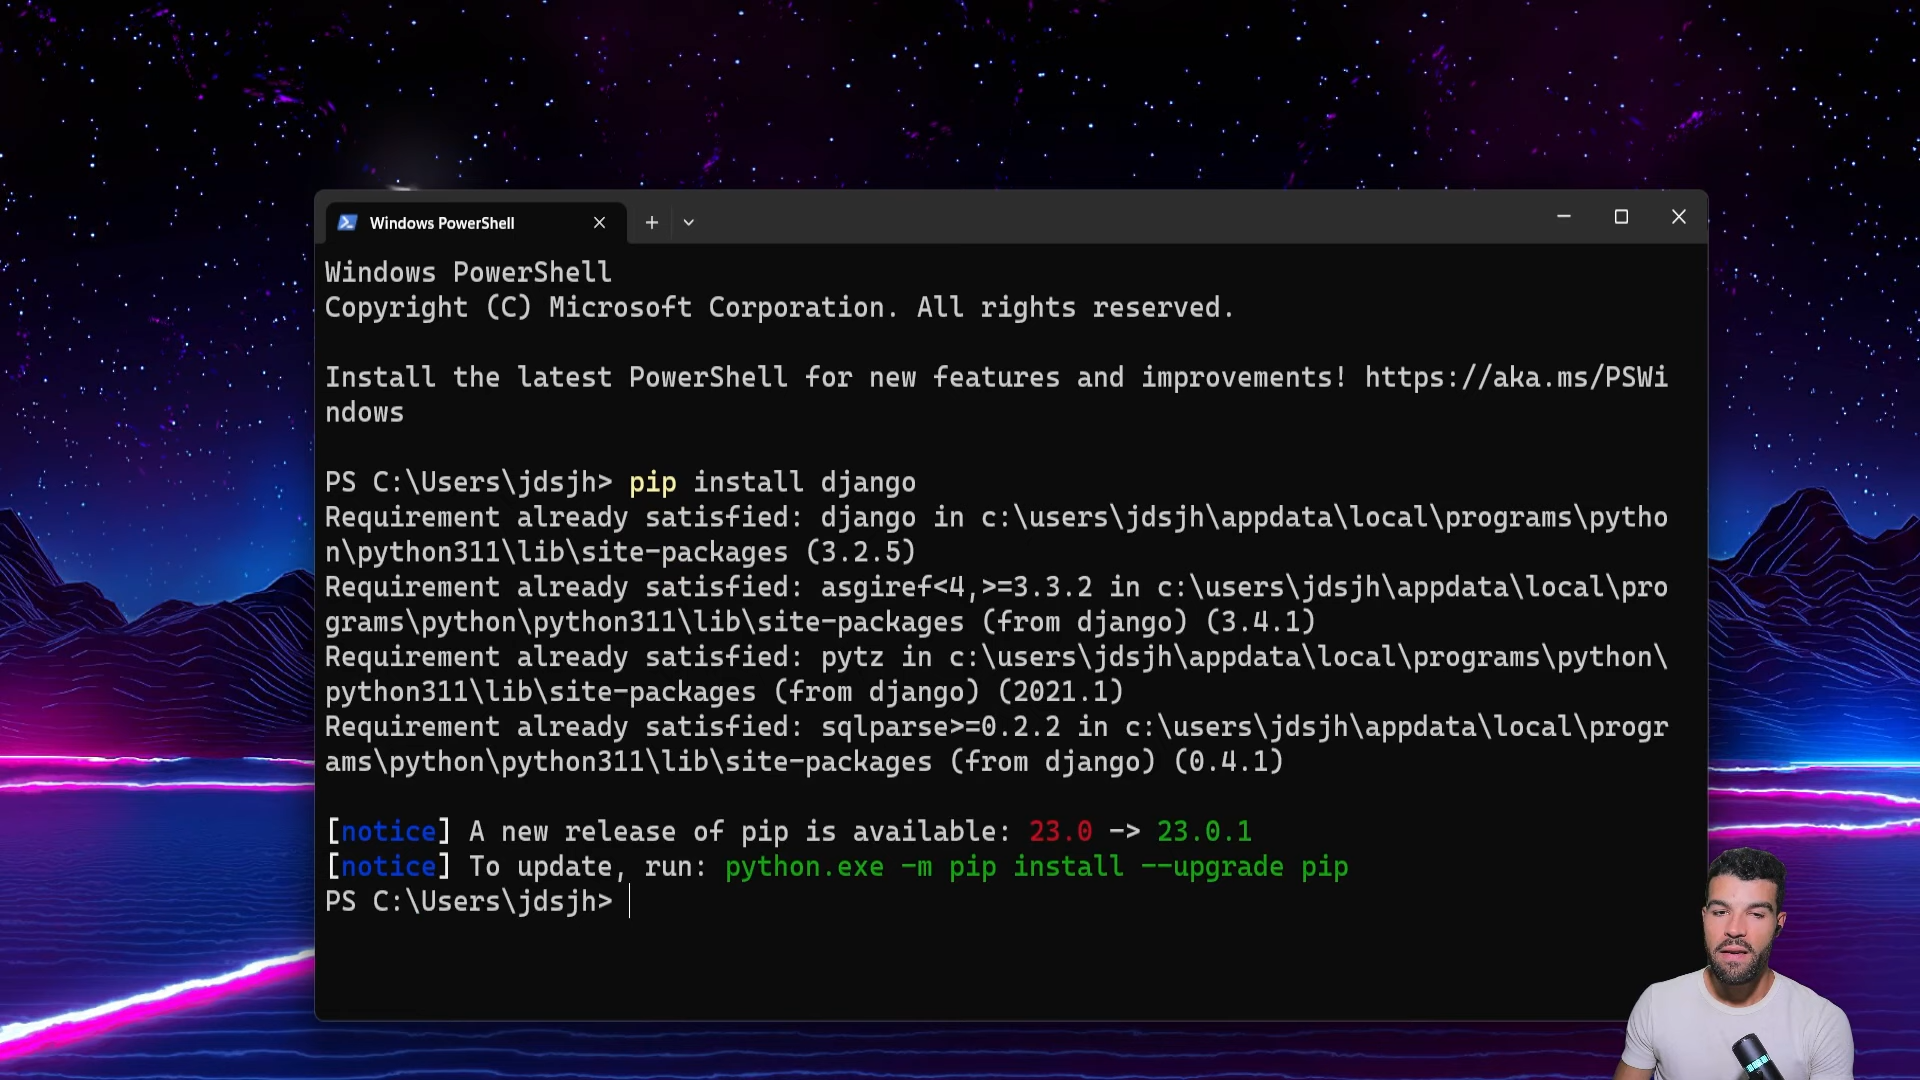 Windows PowerShell
Windows PowerShell
Copyright (C) Microsoft Corporation. All rights reserved.
Install the latest PowerShell for new features and improvements! https://aka.ms/PSWi
ndows
PS C:\Users\jdsjh> pip install django
Requirement already satisfied: django in c:\users\jdsjh\appdata\local\programs\pytho
n\python311\lib\site-packages (3.2.5)
Requirement already satisfied: asgiref<4,>=3.3.2 in c:\users\jdsjh\appdata\local\pro
grams\python\python311\lib\site-packages (from django) (3.4.1)
Requirement already satisfied: pytz in c:\users\jdsjh\appdata\local\programs\python\
python311\lib\site-packages (from django) (2021.1)
Requirement already satisfied: sqlparse>=0.2.2 in c:\users\jdsjh\appdata\local\progr
ams\python\python311\lib\site-packages (from django) (0.4.1)
[notice] A new release of pip is available: 23.0 -> 23.0.1
[notice] To update, run: python.exe -m pip install --upgrade pip
PS C:\Users\jdsjh>